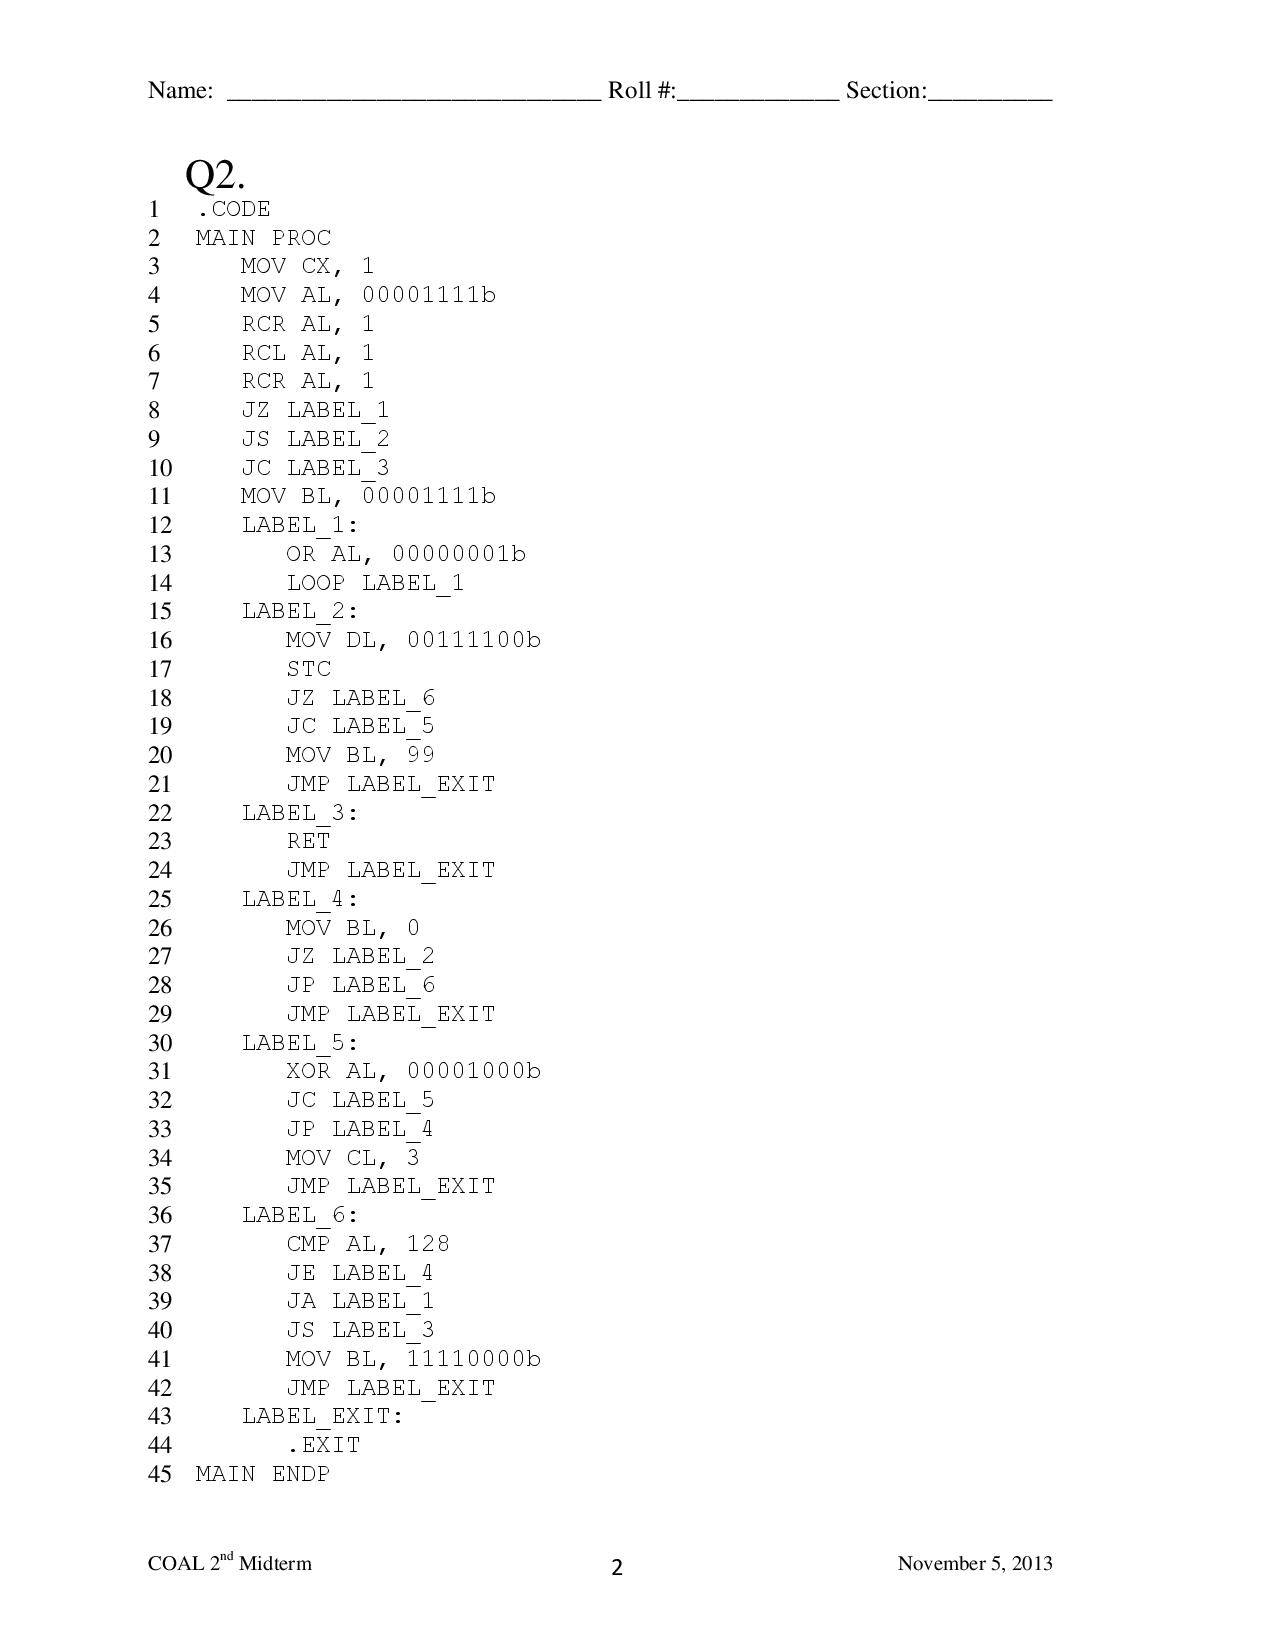 Name: ______________________________ Roll #:_____________ Section:__________
Q2.
1 .CODE
2 MAIN PROC
3 MOV CX, 1
4 MOV AL, 00001111b
5 RCR AL, 1
6 RCL AL, 1
7 RCR AL, 1
8 JZ LABEL_1
9 JS LABEL_2
10 JC LABEL_3
11 MOV BL, 00001111b
12 LABEL_1:
13 OR AL, 00000001b
14 LOOP LABEL_1
15 LABEL_2:
16 MOV DL, 00111100b
17 STC
18 JZ LABEL_6
19 JC LABEL_5
20 MOV BL, 99
21 JMP LABEL_EXIT
22 LABEL_3:
23 RET
24 JMP LABEL_EXIT
25 LABEL_4:
26 MOV BL, 0
27 JZ LABEL_2
28 JP LABEL_6
29 JMP LABEL_EXIT
30 LABEL_5:
31 XOR AL, 00001000b
32 JC LABEL_5
33 JP LABEL_4
34 MOV CL, 3
35 JMP LABEL_EXIT
36 LABEL_6:
37 CMP AL, 128
38 JE LABEL_4
39 JA LABEL_1
40 JS LABEL_3
41 MOV BL, 11110000b
42 JMP LABEL_EXIT
43 LABEL_EXIT:
44 .EXIT
45 MAIN ENDP
COAL 2nd Midterm 2 November 5, 2013